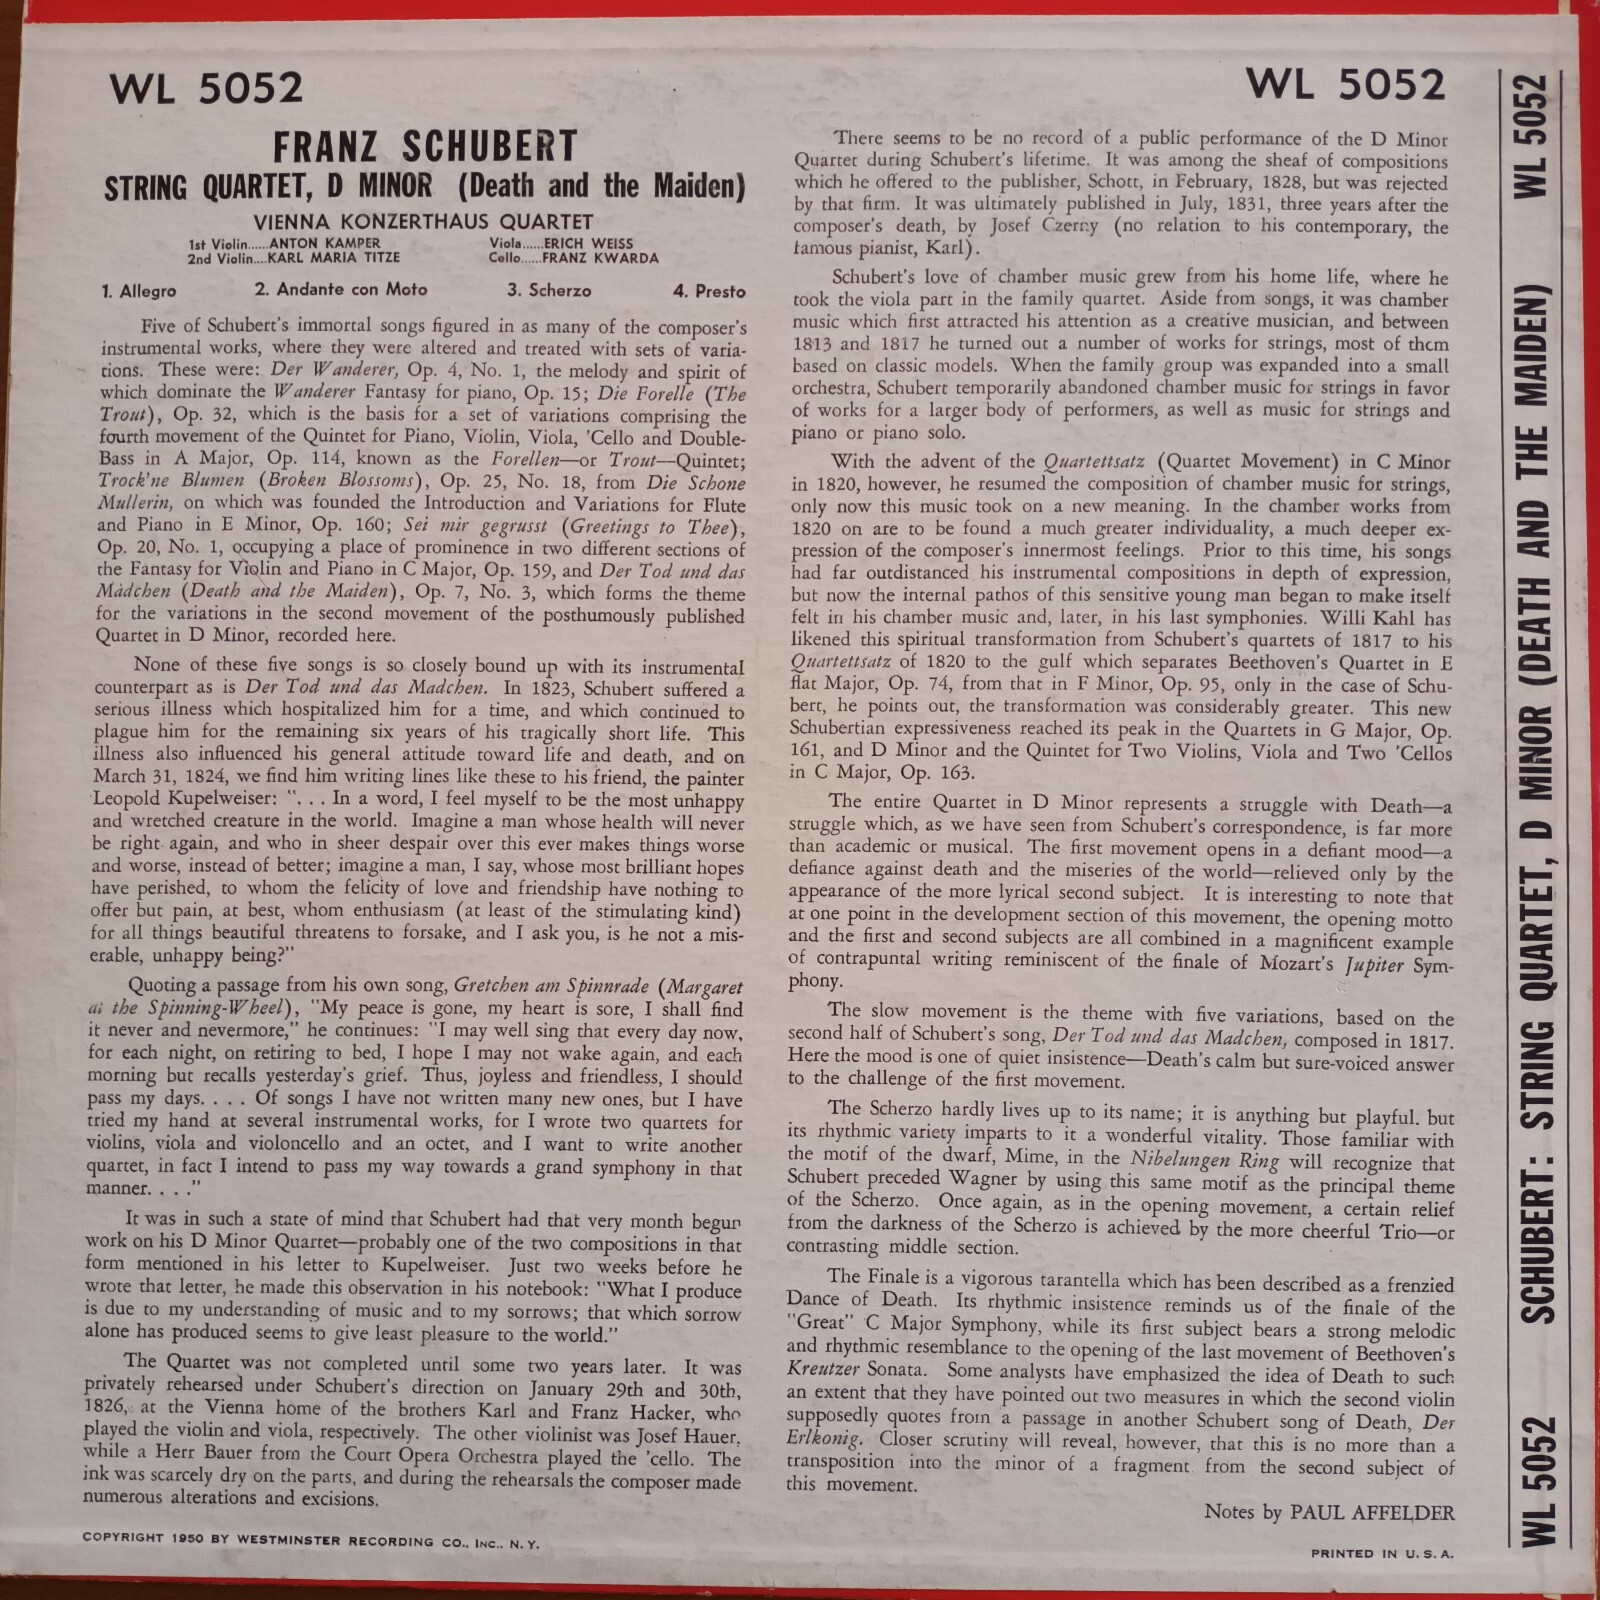 WL 5052
FRANZ SCHUBERT
STRING QUARTET, D MINOR (Death and the Maiden)
VIENNA KONZERTHAUS QUARTET
1st Violin......ANTON KAMPER
2nd Violin....KARL MARIA TITZE
Viola......ERICH WEISS
Cello......FRANZ KWARDA
1. Allegro 2. Andante con Moto 3. Scherzo 4. Presto
Five of Schubert's immortal songs figured in as many of the composer's
instrumental works, where they were altered and treated with sets of varia-
tions. These were: Der Wanderer, Op. 4, No. 1, the melody and spirit of
which dominate the Wanderer Fantasy for piano, Op. 15; Die Forelle (The
Trout), Op. 32, which is the basis for a set of variations comprising the
fourth movement of the Quintet for Piano, Violin, Viola, 'Cello and Double-
Bass in A Major, Op. 114, known as the Forellen—or Trout—Quintet;
Trock'ne Blumen (Broken Blossoms), Op. 25, No. 18, from Die Schone
Mullerin, on which was founded the Introduction and Variations for Flute
and Piano in E Minor, Op. 160; Sei mir gegrusst (Greetings to Thee),
Op. 20, No. 1, occupying a place of prominence in two different sections of
the Fantasy for Violin and Piano in C Major, Op. 159, and Der Tod und das
Madchen (Death and the Maiden), Op. 7, No. 3, which forms the theme
for the variations in the second movement of the posthumously published
Quartet in D Minor, recorded here.
None of these five songs is so closely bound up with its instrumental
counterpart as is Der Tod und das Madchen. In 1823, Schubert suffered a
serious illness which hospitalized him for a time, and which continued to
plague him for the remaining six years of his tragically short life. This
illness also influenced his general attitude toward life and death, and on
March 31, 1824, we find him writing lines like these to his friend, the painter
Leopold Kupelweiser: ". . . In a word, I feel myself to be the most unhappy
and wretched creature in the world. Imagine a man whose health will never
be right again, and who in sheer despair over this ever makes things worse
and worse, instead of better; imagine a man, I say, whose most brilliant hopes
have perished, to whom the felicity of love and friendship have nothing to
offer but pain, at best, whom enthusiasm (at least of the stimulating kind)
for all things beautiful threatens to forsake, and I ask you, is he not a mis-
erable, unhappy being?"
Quoting a passage from his own song, Gretchen am Spinnrade (Margaret
at the Spinning-Wheel), "My peace is gone, my heart is sore, I shall find
it never and nevermore," he continues: "I may well sing that every day now,
for each night, on retiring to bed, I hope I may not wake again, and each
morning but recalls yesterday's grief. Thus, joyless and friendless, I should
pass my days. . . . Of songs I have not written many new ones, but I have
tried my hand at several instrumental works, for I wrote two quartets for
violins, viola and violoncello and an octet, and I want to write another
quartet, in fact I intend to pass my way towards a grand symphony in that
manner. . . ."
It was in such a state of mind that Schubert had that very month begun
work on his D Minor Quartet—probably one of the two compositions in that
form mentioned in his letter to Kupelweiser. Just two weeks before he
wrote that letter, he made this observation in his notebook: "What I produce
is due to my understanding of music and to my sorrows; that which sorrow
alone has produced seems to give least pleasure to the world."
The Quartet was not completed until some two years later. It was
privately rehearsed under Schubert's direction on January 29th and 30th,
1826, at the Vienna home of the brothers Karl and Franz Hacker, who
played the violin and viola, respectively. The other violinist was Josef Hauer,
while a Herr Bauer from the Court Opera Orchestra played the 'cello. The
ink was scarcely dry on the parts, and during the rehearsals the composer made
numerous alterations and excisions.
COPYRIGHT 1950 BY WESTMINSTER RECORDING CO., INC., N. Y.
WL 5052
There seems to be no record of a public performance of the D Minor
Quartet during Schubert's lifetime. It was among the sheaf of compositions
which he offered to the publisher, Schott, in February, 1828, but was rejected
by that firm. It was ultimately published in July, 1831, three years after the
composer's death, by Josef Czerny (no relation to his contemporary, the
famous pianist, Karl).
Schubert's love of chamber music grew from his home life, where he
took the viola part in the family quartet. Aside from songs, it was chamber
music which first attracted his attention as a creative musician, and between
1813 and 1817 he turned out a number of works for strings, most of them
based on classic models. When the family group was expanded into a small
orchestra, Schubert temporarily abandoned chamber music for strings in favor
of works for a larger body of performers, as well as music for strings and
piano or piano solo.
With the advent of the Quartettsatz (Quartet Movement) in C Minor
in 1820, however, he resumed the composition of chamber music for strings,
only now this music took on a new meaning. In the chamber works from
1820 on are to be found a much greater individuality, a much deeper ex-
pression of the composer's innermost feelings. Prior to this time, his songs
had far outdistanced his instrumental compositions in depth of expression,
but now the internal pathos of this sensitive young man began to make itself
felt in his chamber music and, later, in his last symphonies. Willi Kahl has
likened this spiritual transformation from Schubert's quartets of 1817 to his
Quartettsatz of 1820 to the gulf which separates Beethoven's Quartet in E
flat Major, Op. 74, from that in F Minor, Op. 95, only in the case of Schu-
bert, he points out, the transformation was considerably greater. This new
Schubertian expressiveness reached its peak in the Quartets in G Major, Op.
161, and D Minor and the Quintet for Two Violins, Viola and Two 'Cellos
in C Major, Op. 163.
The entire Quartet in D Minor represents a struggle with Death—a
struggle which, as we have seen from Schubert's correspondence, is far more
than academic or musical. The first movement opens in a defiant mood—a
defiance against death and the miseries of the world—relieved only by the
appearance of the more lyrical second subject. It is interesting to note that
at one point in the development section of this movement, the opening motto
and the first and second subjects are all combined in a magnificent example
of contrapuntal writing reminiscent of the finale of Mozart's Jupiter Sym-
phony.
The slow movement is the theme with five variations, based on the
second half of Schubert's song, Der Tod und das Madchen, composed in 1817.
Here the mood is one of quiet insistence—Death's calm but sure-voiced answer
to the challenge of the first movement.
The Scherzo hardly lives up to its name; it is anything but playful. but
its rhythmic variety imparts to it a wonderful vitality. Those familiar with
the motif of the dwarf, Mime, in the Nibelungen Ring will recognize that
Schubert preceded Wagner by using this same motif as the principal theme
of the Scherzo. Once again, as in the opening movement, a certain relief
from the darkness of the Scherzo is achieved by the more cheerful Trio—or
contrasting middle section.
The Finale is a vigorous tarantella which has been described as a frenzied
Dance of Death. Its rhythmic insistence reminds us of the finale of the
"Great" C Major Symphony, while its first subject bears a strong melodic
and rhythmic resemblance to the opening of the last movement of Beethoven's
Kreutzer Sonata. Some analysts have emphasized the idea of Death to such
an extent that they have pointed out two measures in which the second violin
supposedly quotes from a passage in another Schubert song of Death, Der
Erlkonig. Closer scrutiny will reveal, however, that this is no more than a
transposition into the minor of a fragment from the second subject of
this movement.
Notes by PAUL AFFELDER
PRINTED IN U. S. A.
WL 5052 SCHUBERT: STRING QUARTET, D MINOR (DEATH AND THE MAIDEN) WL 5052